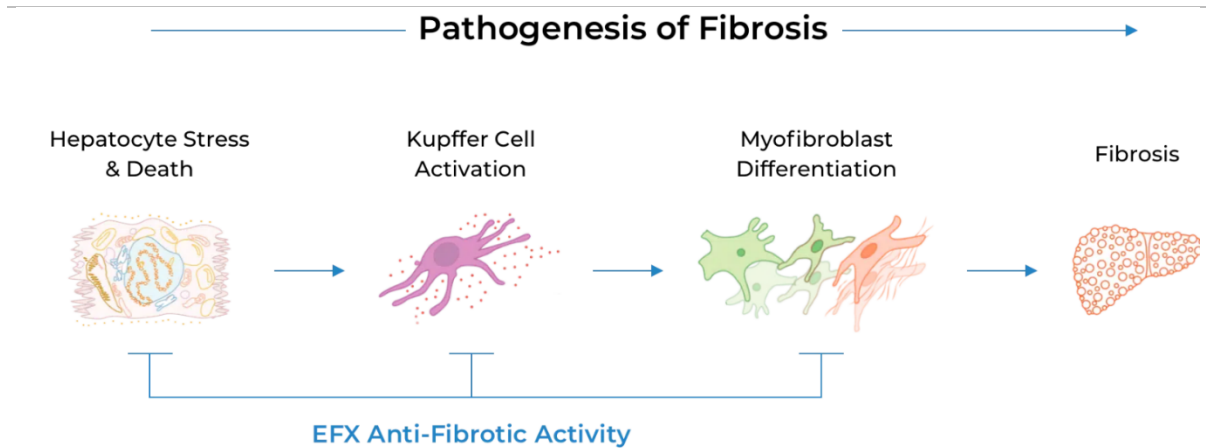 Pathogenesis of Fibrosis
Hepatocyte Stress
& Death
Kupffer Cell
Activation
Myofibroblast
Differentiation
Fibrosis
EFX Anti-Fibrotic Activity